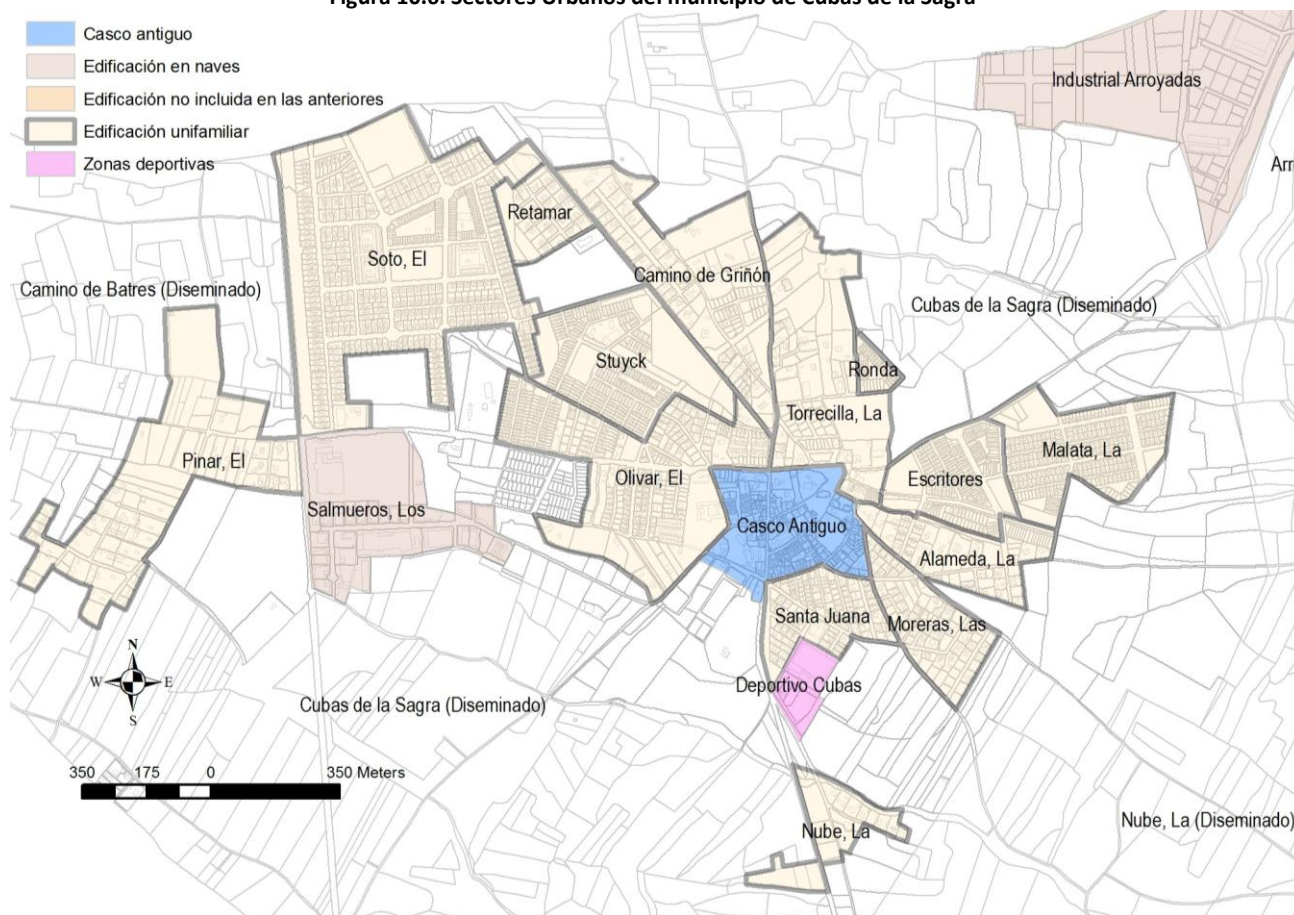 Figura 10.6. Sectores Urbanos del municipio de Cubas de la Sagra
Casco antiguo
Edificación en naves
Edificación no incluida en las anteriores
Edificación unifamiliar
Zonas deportivas
Industrial Arroyadas
Arr
Retamar
Soto, El
Camino de Griñón
Camino de Batres (Diseminado)
Cubas de la Sagra (Diseminado)
Stuyck
Ronda
Torrecilla, La
Malata, La
Pinar, El
Olivar, El
Escritores
Salmueros, Los
Casco Antiguo
Alameda, La
Santa Juana
Moreras, Las
N
W
E
S
Deportivo Cubas
Cubas de la Sagra (Diseminado)
350 175 0 350 Meters
Nube, La
Nube, La (Diseminado)